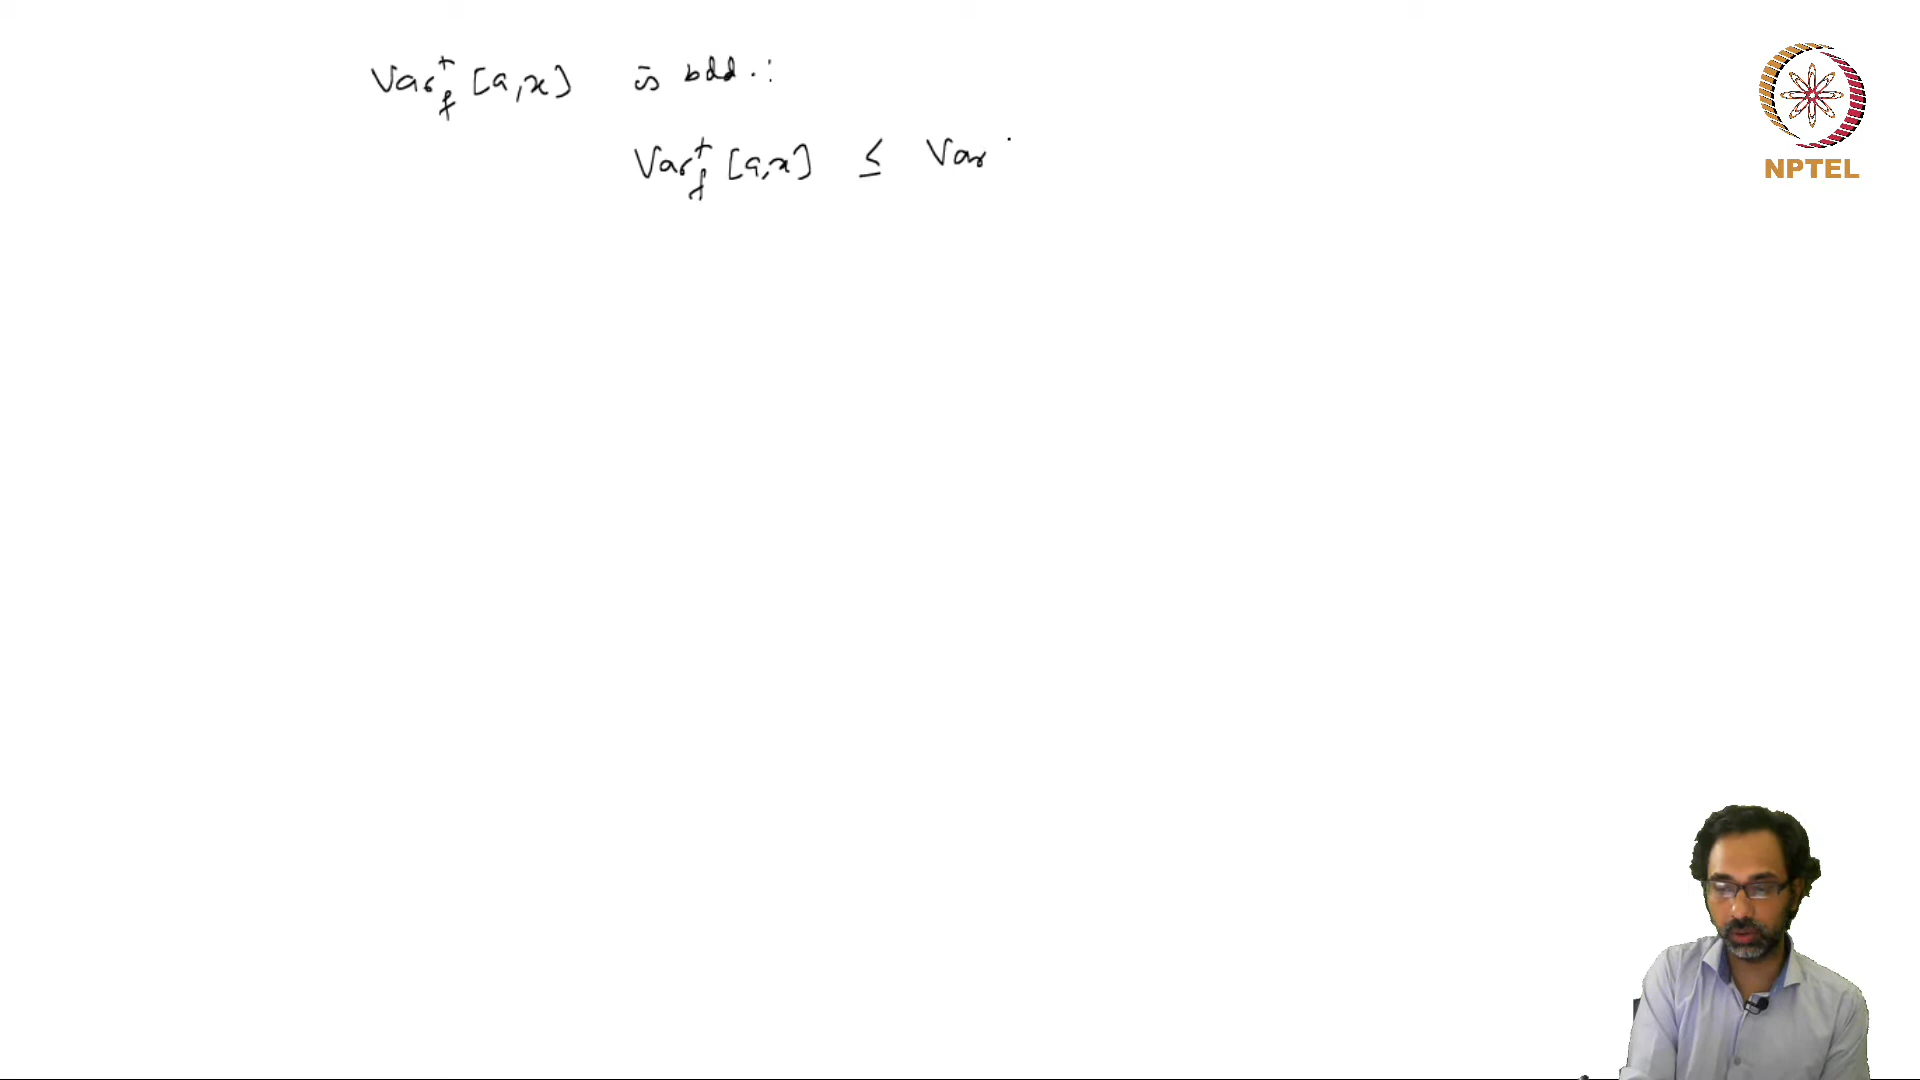 Var⁺_f [a,x] is bdd. :
Var⁺_f [a,x] ≤ Var
NPTEL